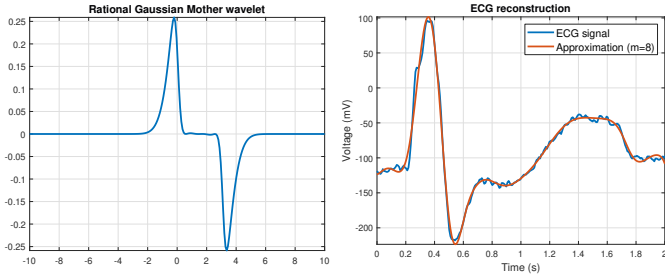 Rational Gaussian Mother wavelet
0.25
0.2
0.15
0.1
0.05
0
-0.05
-0.1
-0.15
-0.2
-0.25
-10 -8 -6 -4 -2 0 2 4 6 8 10
ECG reconstruction
ECG signal
Approximation (m=8)
Voltage (mV)
100
50
0
-50
-100
-150
-200
0 0.2 0.4 0.6 0.8 1 1.2 1.4 1.6 1.8 2
Time (s)